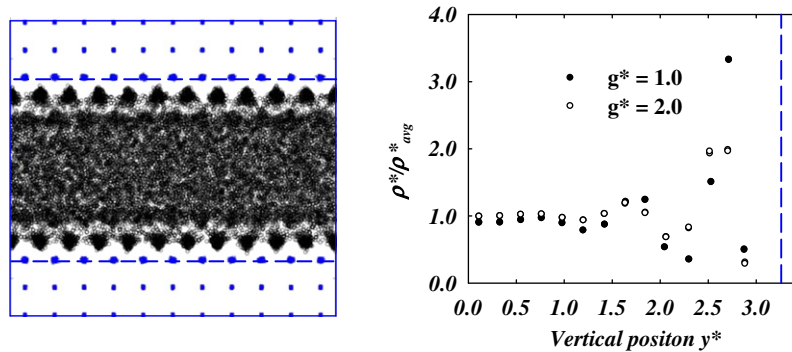 4.0
3.0
2.0
1.0
0.0
ρ*/ρ*avg
g* = 1.0
g* = 2.0
0.0 0.5 1.0 1.5 2.0 2.5 3.0
Vertical positon y*